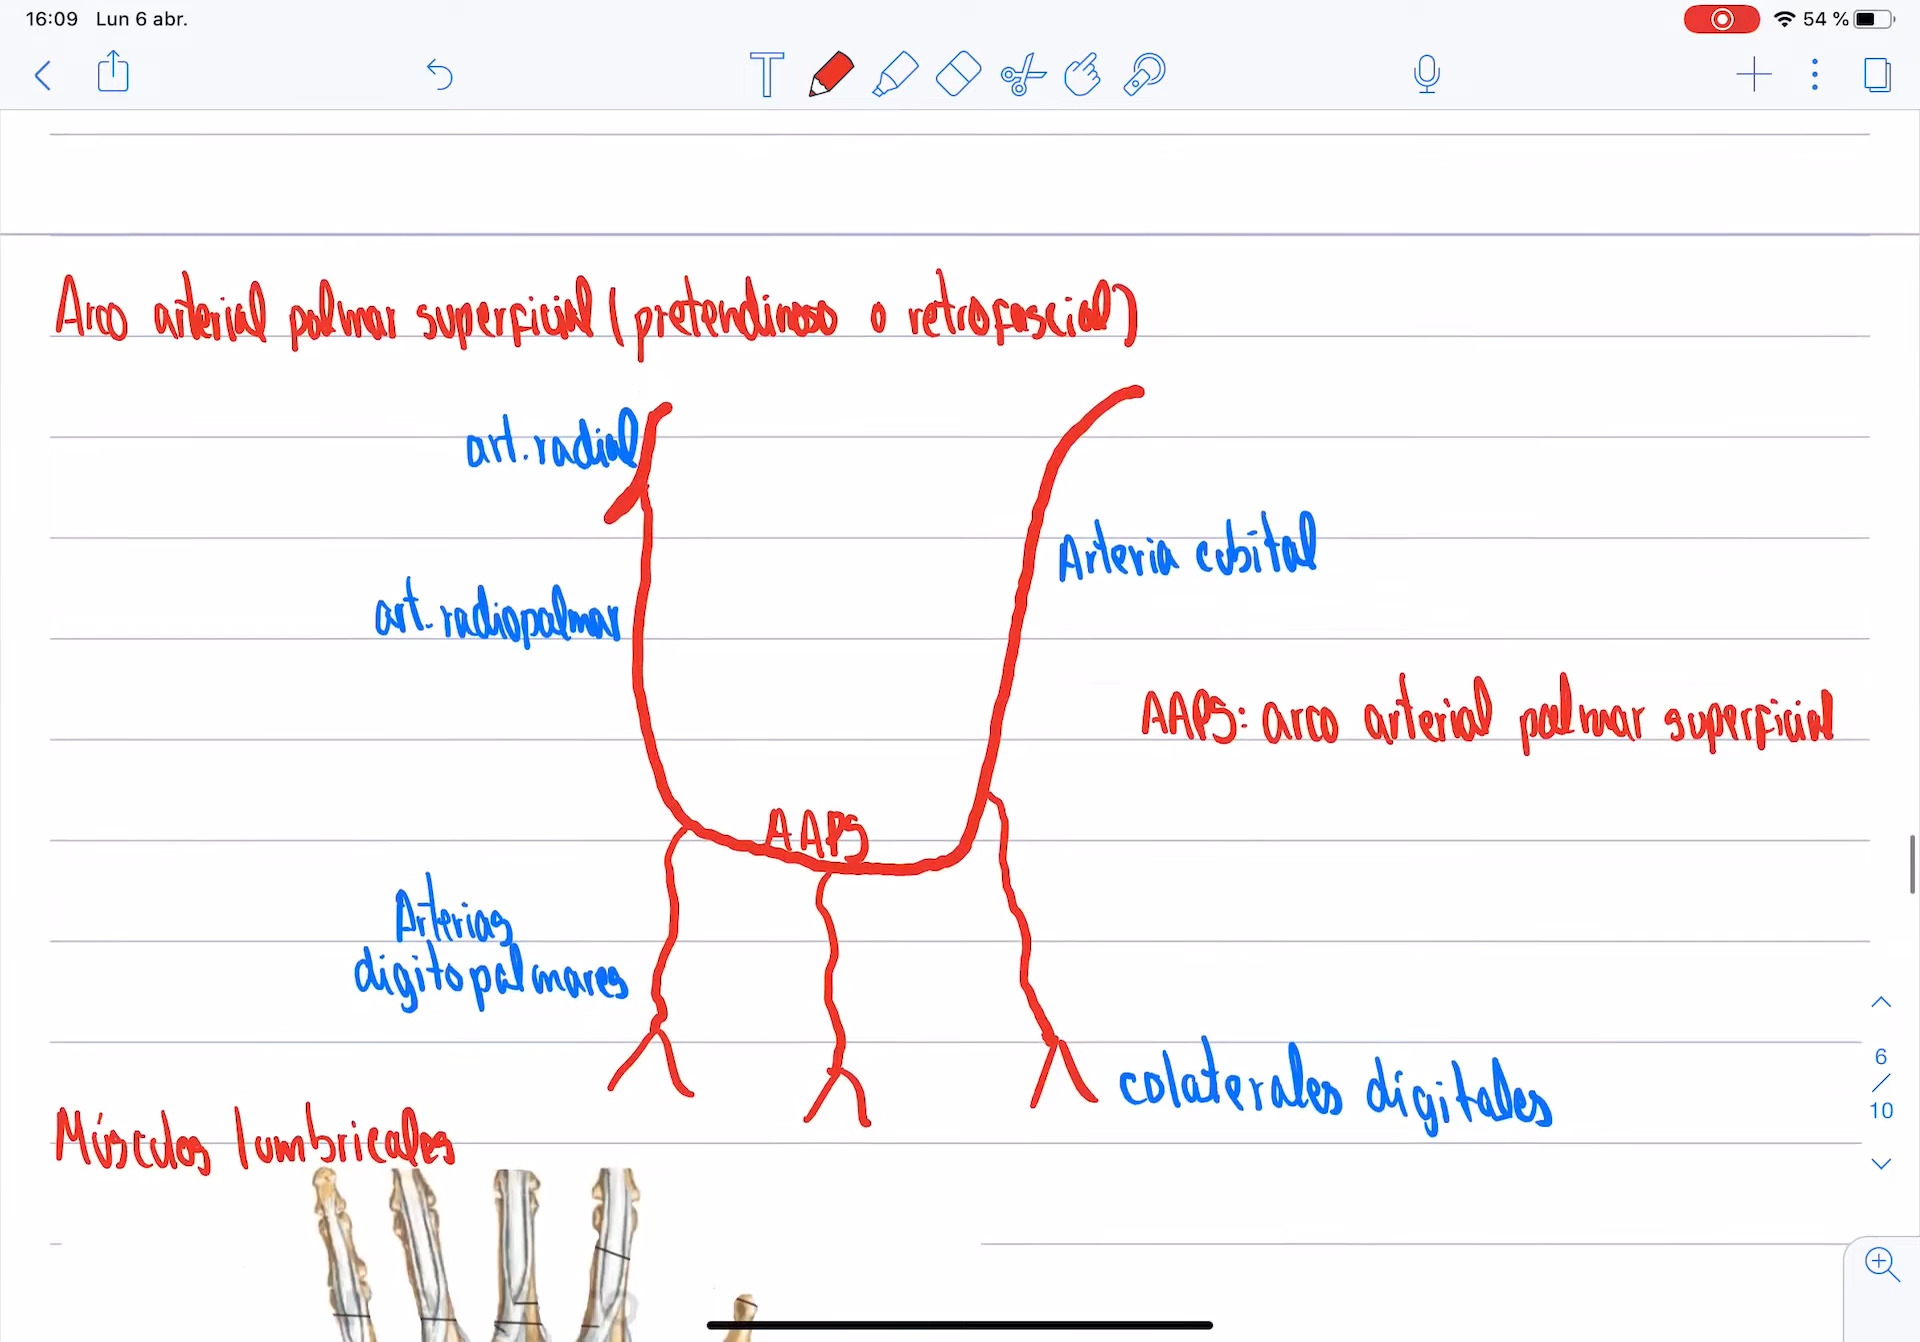 16:09 Lun 6 abr.
54 %
Arco arterial palmar superficial (pretendinoso o retrofascial)
art. radial
Arteria cubital
art. radiopalmar
AAPS: arco arterial palmar superficial
AAPS
Arterias
digitopalmares
colaterales digitales
6
/
10
Músculos lumbricales